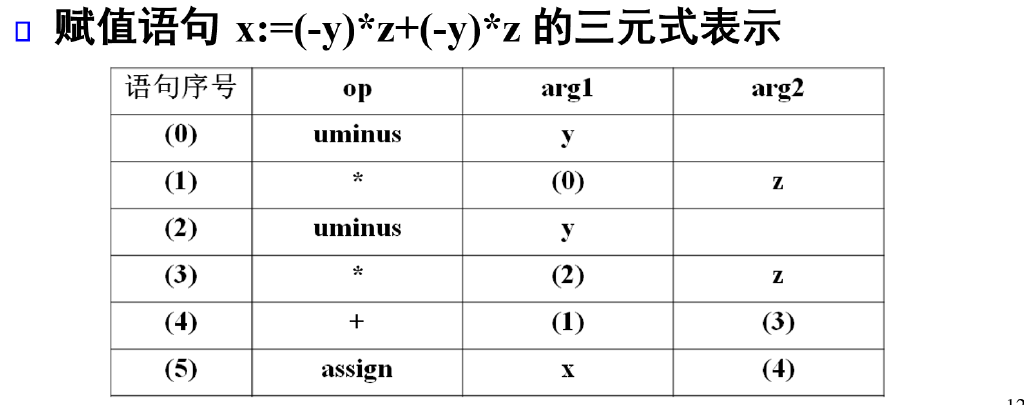 赋值语句 x:=(-y)*z+(-y)*z 的三元式表示
语句序号 op arg1 arg2
(0) uminus y
(1) * (0) z
(2) uminus y
(3) * (2) z
(4) + (1) (3)
(5) assign x (4)